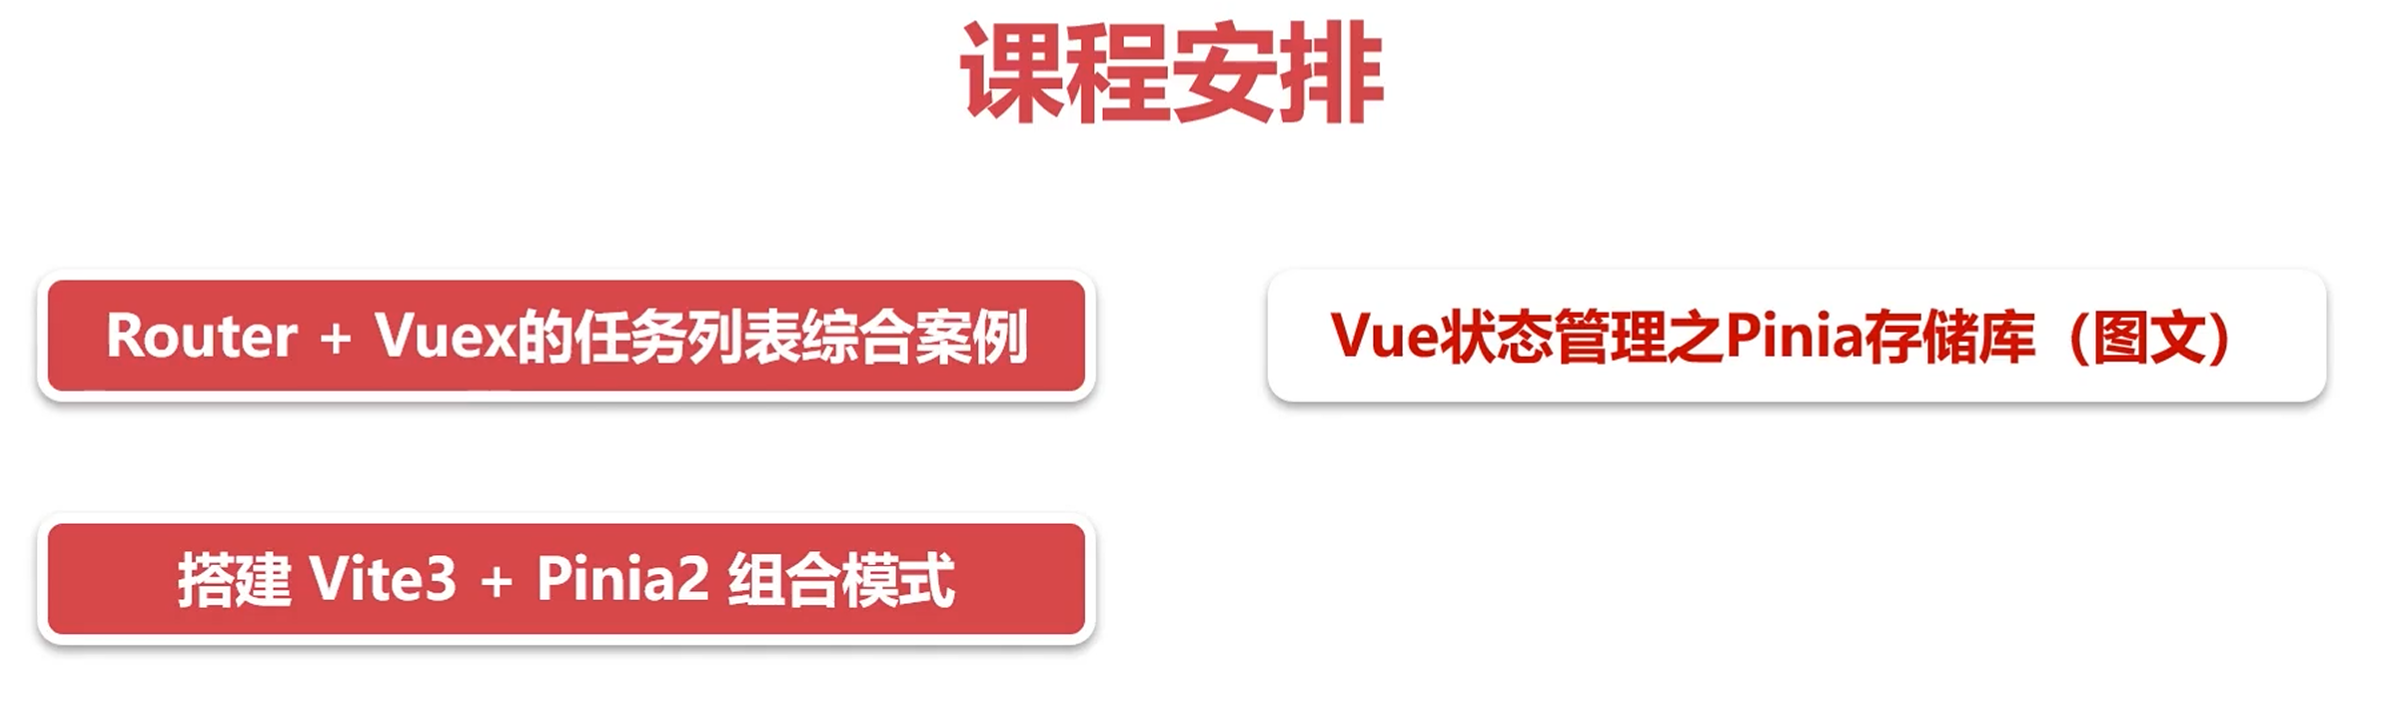 课程安排
Router + Vuex的任务列表综合案例
Vue状态管理之Pinia存储库（图文）
搭建 Vite3 + Pinia2 组合模式